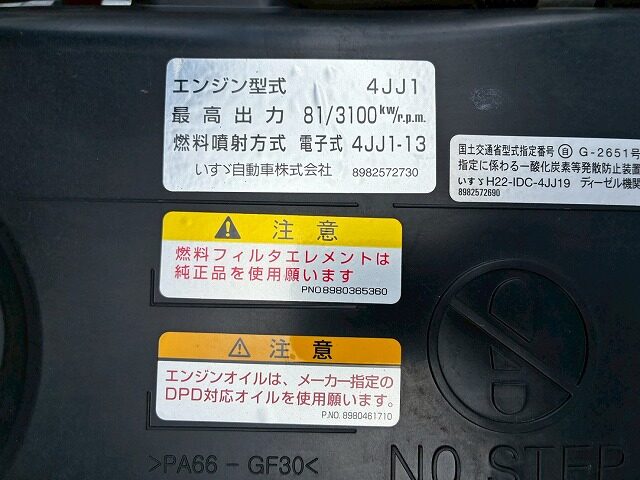 エンジン型式 4JJ1
最高出力 81/3100kw/r.p.m.
燃料噴射方式 電子式 4JJ1-13
いすゞ自動車株式会社 8982572730
国土交通省型式指定番号 自 G-2651号
指定に係わる一酸化炭素等発散防止装置
いすゞH22-IDC-4JJ19 ディーゼル機関
8982572690
注意
燃料フィルタエレメントは
純正品を使用願います
PNO.8980365360
注意
エンジンオイルは、メーカー指定の
DPD対応オイルを使用願います。
P.NO. 8980461710
>PA66-GF30<
NO STEP